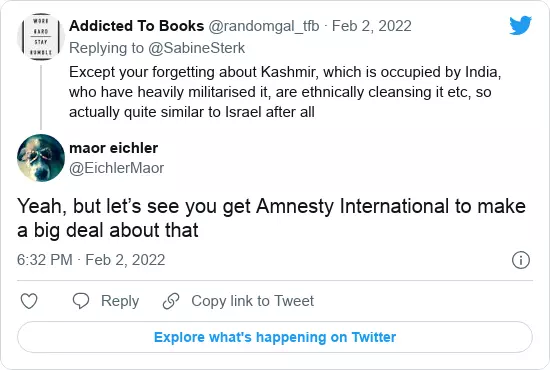 WORK
HARD
STAY
HUMBLE
Addicted To Books @randomgal_tfb · Feb 2, 2022
Replying to @SabineSterk
Except your forgetting about Kashmir, which is occupied by India,
who have heavily militarised it, are ethnically cleansing it etc, so
actually quite similar to Israel after all
maor eichler
@EichlerMaor
Yeah, but let’s see you get Amnesty International to make
a big deal about that
6:32 PM · Feb 2, 2022
Reply
Copy link to Tweet
Explore what's happening on Twitter